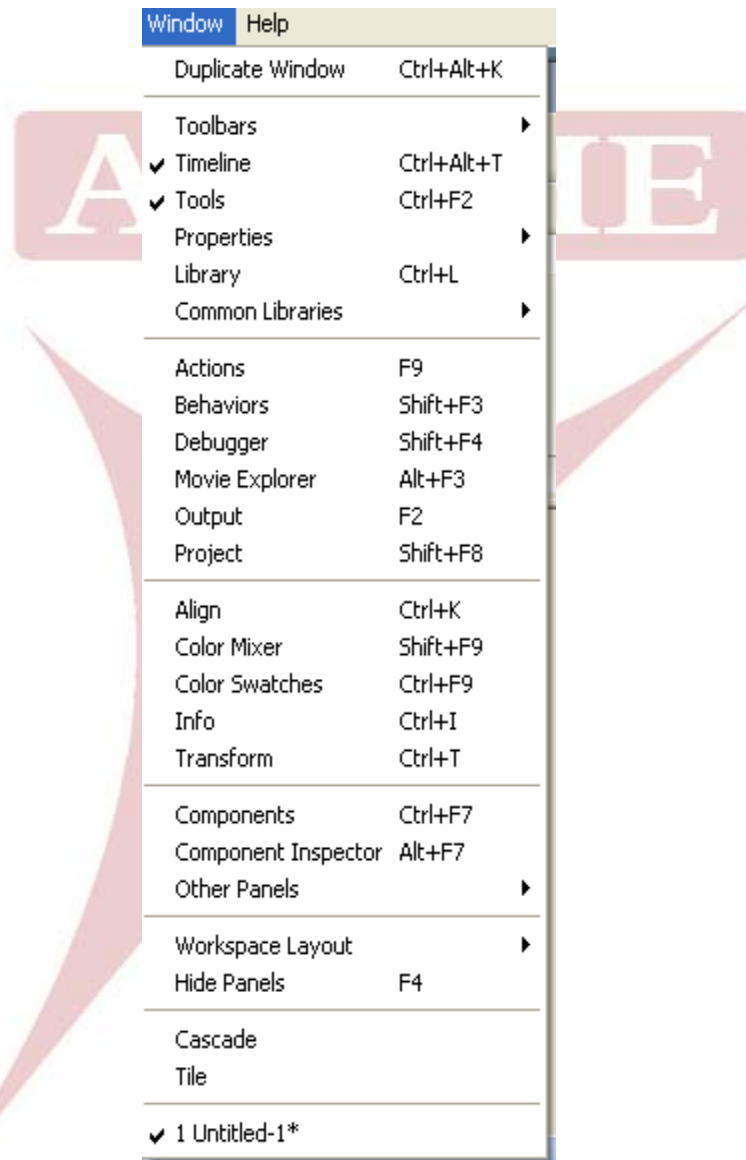 Window Help
Duplicate Window Ctrl+Alt+K
Toolbars
Timeline Ctrl+Alt+T
Tools Ctrl+F2
Properties
Library Ctrl+L
Common Libraries
Actions F9
Behaviors Shift+F3
Debugger Shift+F4
Movie Explorer Alt+F3
Output F2
Project Shift+F8
Align Ctrl+K
Color Mixer Shift+F9
Color Swatches Ctrl+F9
Info Ctrl+I
Transform Ctrl+T
Components Ctrl+F7
Component Inspector Alt+F7
Other Panels
Workspace Layout
Hide Panels F4
Cascade
Tile
1 Untitled-1*